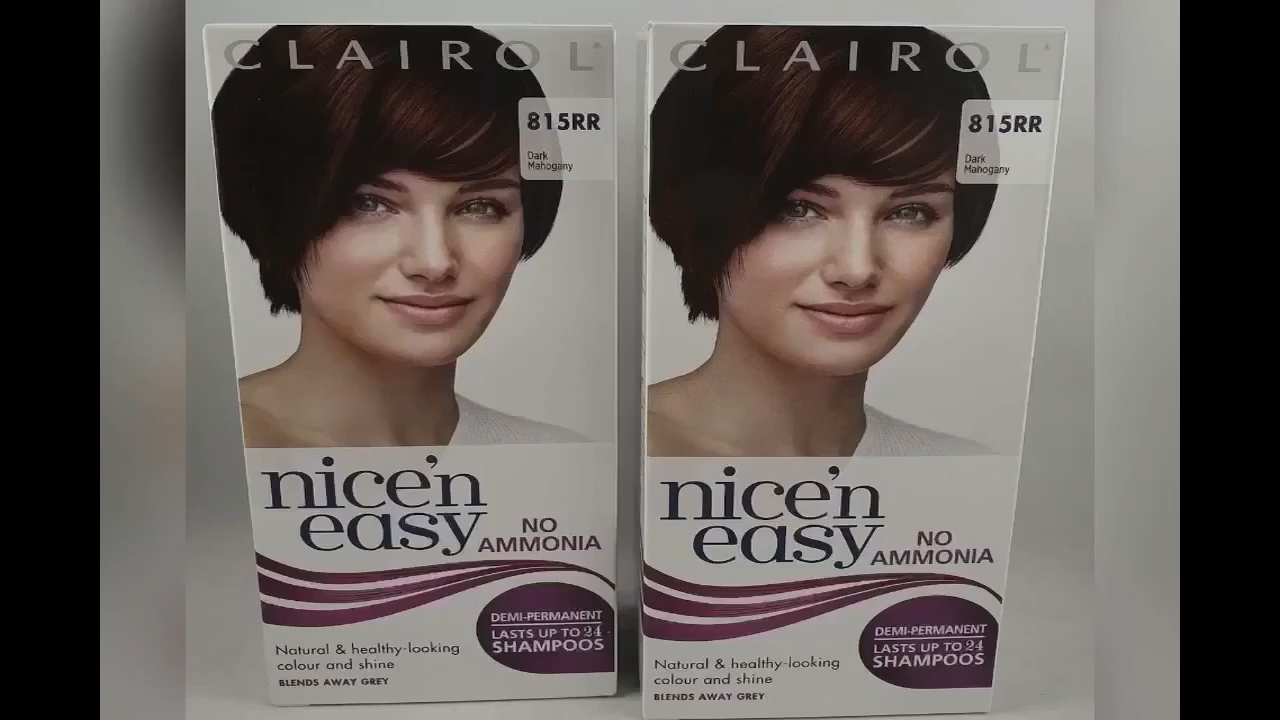 CLAIROL®
815RR
Dark
Mahogany
nice'n
easy
NO
AMMONIA
DEMI-PERMANENT
LASTS UP TO 24
SHAMPOOS
Natural & healthy-looking
colour and shine
BLENDS AWAY GREY
CLAIROL®
815RR
Dark
Mahogany
nice'n
easy
NO
AMMONIA
DEMI-PERMANENT
LASTS UP TO 24
SHAMPOOS
Natural & healthy-looking
colour and shine
BLENDS AWAY GREY